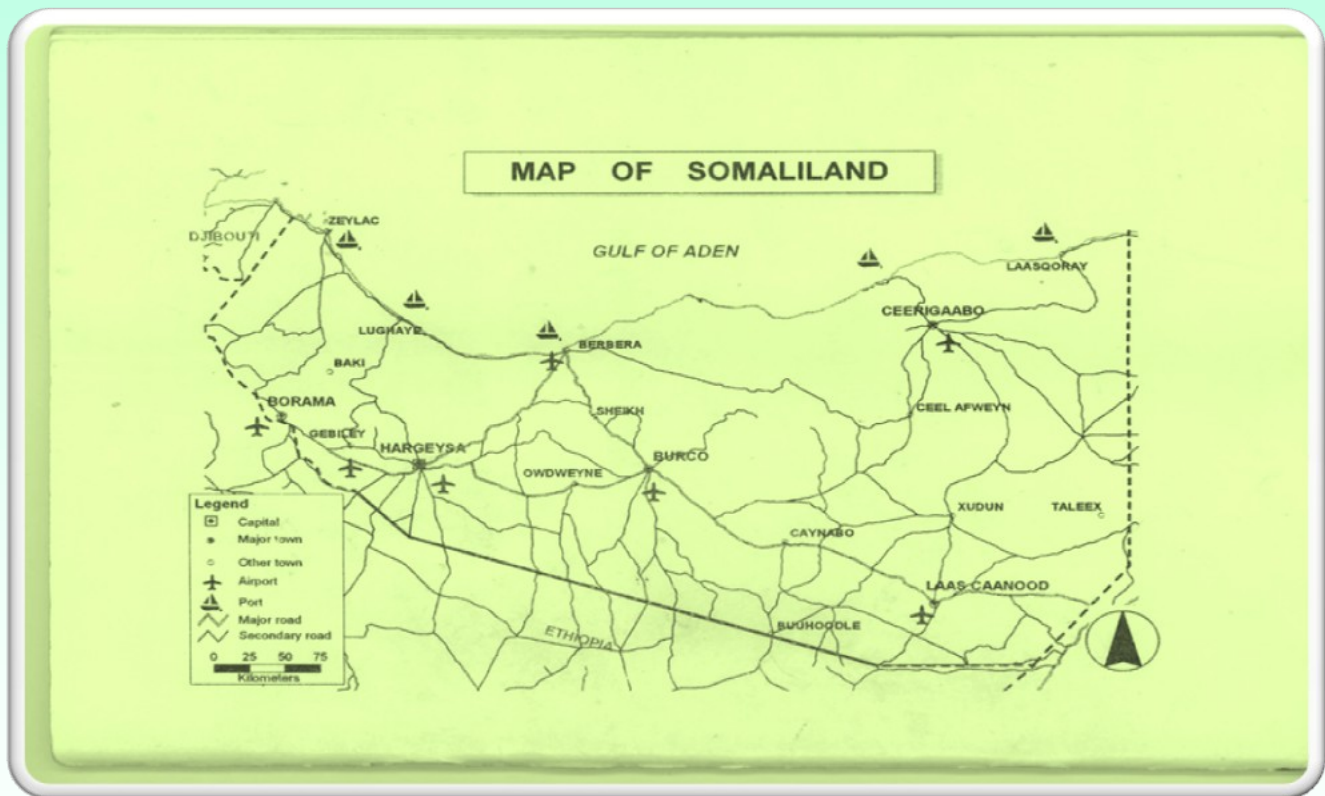 MAP OF SOMALILAND
ZEYLAC
DJIBOUTI
GULF OF ADEN
LAASQORAY
CEERIGAABO
LUGHAYE
BERBERA
BAKI
BORAMA
CEEL AFWEYN
SHEIKH
GEBILEY
HARGEYSA
BURCO
OWDWEYNE
XUDUN
TALEEX
CAYNABO
LAAS CAANOOD
BUUHOODLE
ETHIOPIA
Legend
Capital
Major town
Other town
Airport
Port
Major road
Secondary road
0 25 50 75
Kilometers